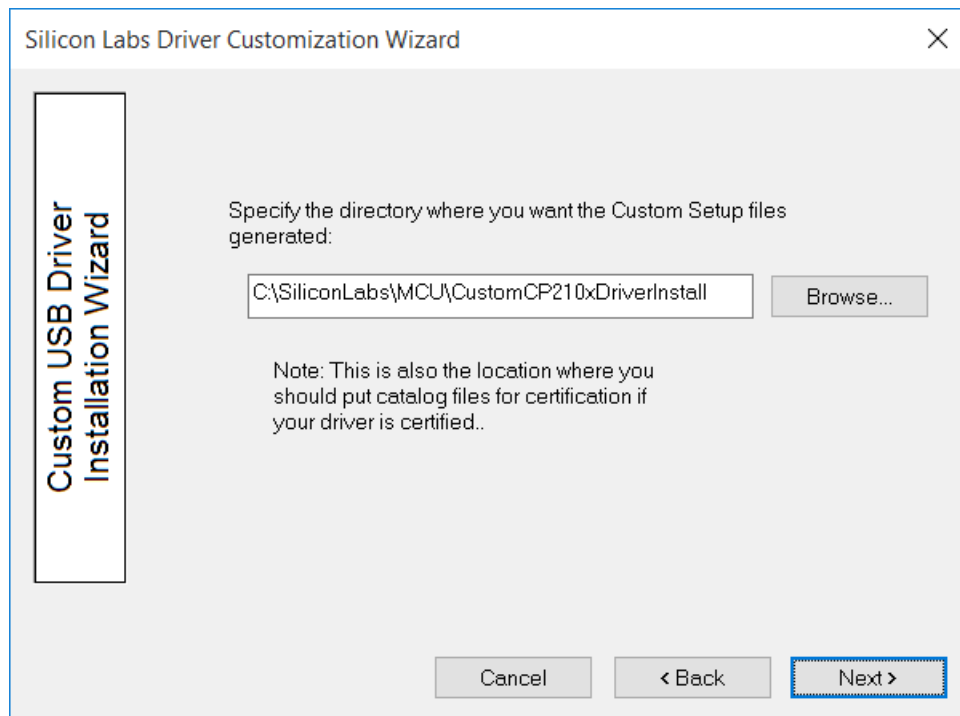 Silicon Labs Driver Customization Wizard
Custom USB Driver
Installation Wizard
Specify the directory where you want the Custom Setup files
generated:
C:\SiliconLabs\MCU\CustomCP210xDriverInstall
Browse...
Note: This is also the location where you
should put catalog files for certification if
your driver is certified..
Cancel
< Back
Next >